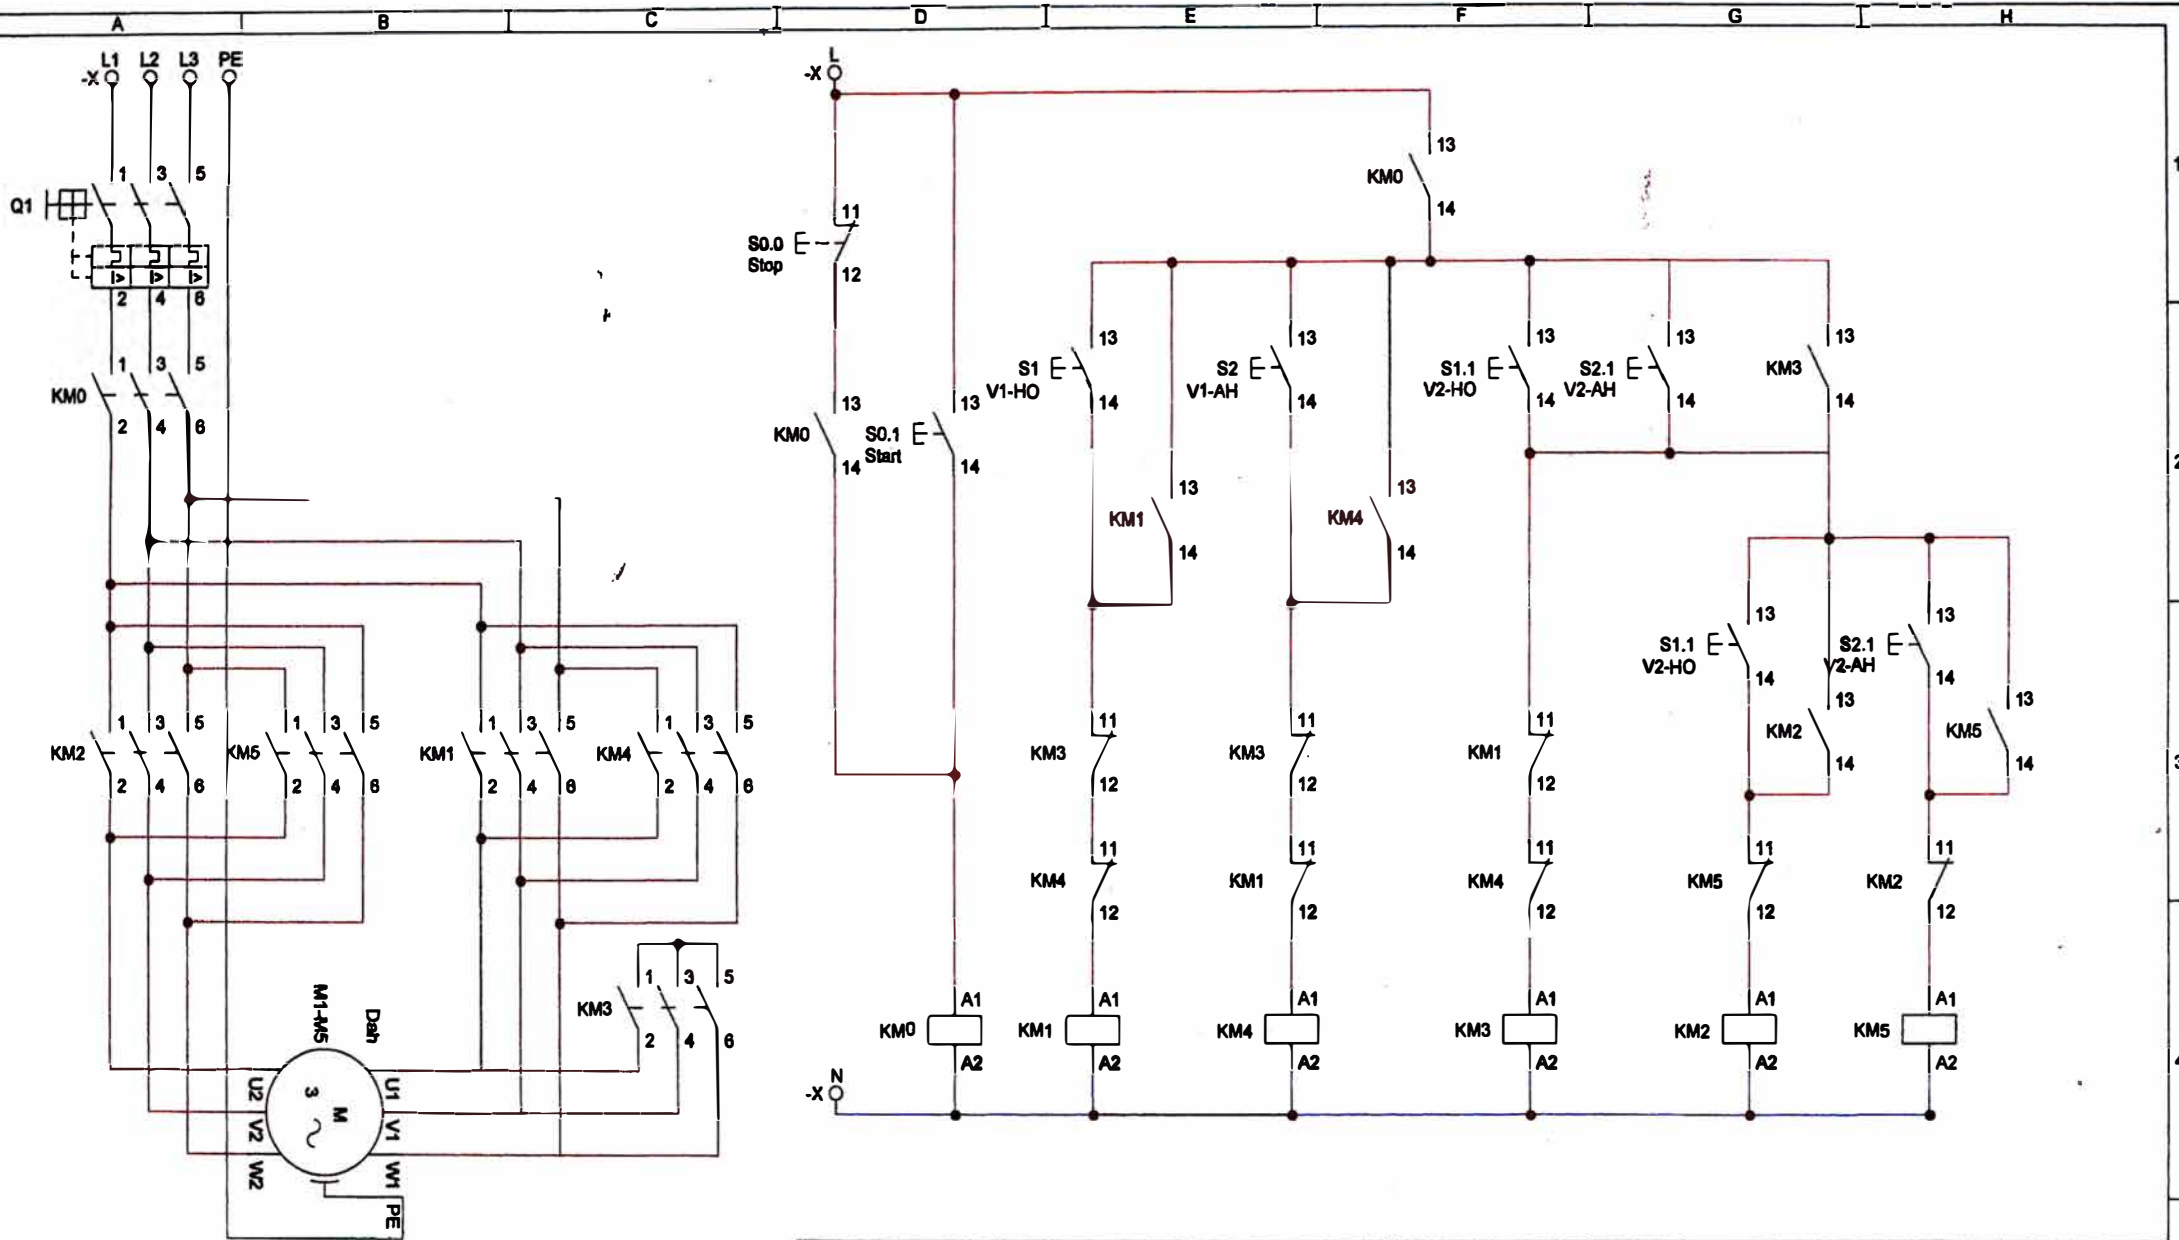 A B C D E F G H
L1 L2 L3 PE
-X
L
-X
1 3 5
Q1
I> I> I>
2 4 6
1 3 5
KM0
2 4 6
13
KM0
14
1
11
S0.0
Stop
12
13
KM0
14
13
S0.1
Start
14
13
S1
V1-HO
14
13
S2
V1-AH
14
13
S1.1
V2-HO
14
13
S2.1
V2-AH
14
13
KM3
14
2
13
KM1
14
13
KM4
14
13
S1.1
V2-HO
14
13
KM2
14
13
S2.1
V2-AH
14
13
KM5
14
1 3 5
KM2
2 4 6
1 3 5
KM5
2 4 6
1 3 5
KM1
2 4 6
1 3 5
KM4
2 4 6
11
KM3
12
11
KM3
12
11
KM1
12
3
11
KM4
12
11
KM1
12
11
KM4
12
11
KM5
12
11
KM2
12
1 3 5
KM3
2 4 6
M1-M5
Dah
U2 V2 W2
M
3 ~
U1 V1 W1
PE
A1
KM0
A2
A1
KM1
A2
A1
KM4
A2
A1
KM3
A2
A1
KM2
A2
A1
KM5
A2
4
N
-X